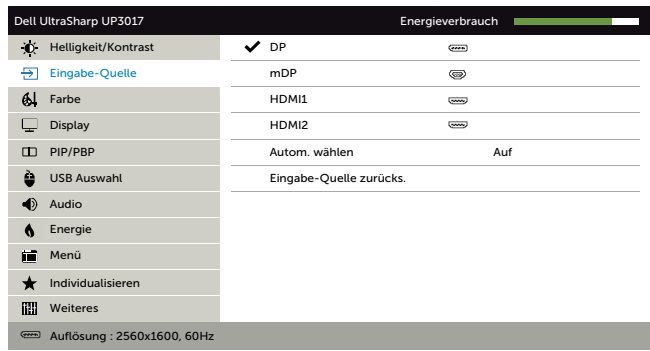 Dell UltraSharp UP3017 Energieverbrauch
Helligkeit/Kontrast
Eingabe-Quelle
Farbe
Display
PIP/PBP
USB Auswahl
Audio
Energie
Menü
Individualisieren
Weiteres
DP
mDP
HDMI1
HDMI2
Autom. wählen Auf
Eingabe-Quelle zurücks.
Auflösung : 2560x1600, 60Hz